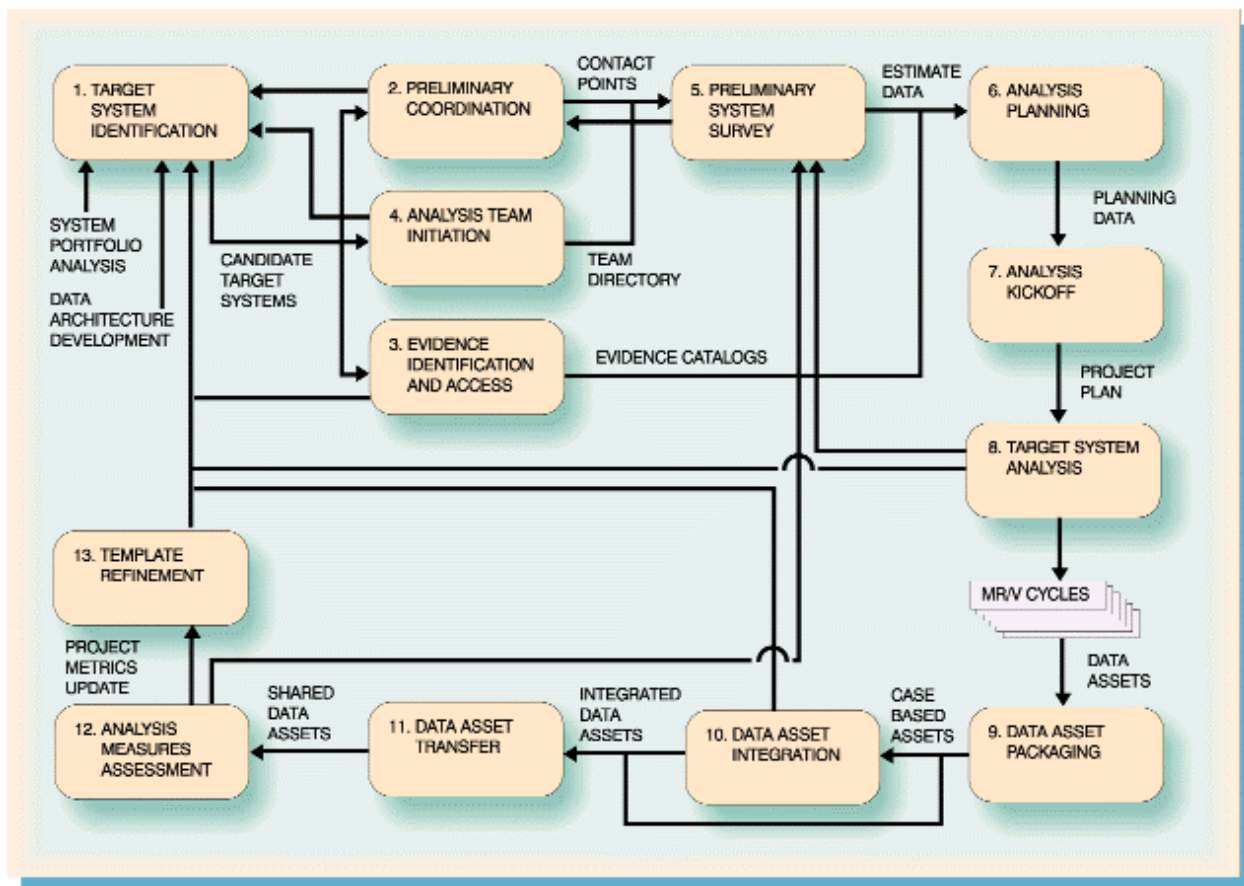 1. TARGET
SYSTEM
IDENTIFICATION
2. PRELIMINARY
COORDINATION
CONTACT
POINTS
5. PRELIMINARY
SYSTEM
SURVEY
ESTIMATE
DATA
6. ANALYSIS
PLANNING
SYSTEM
PORTFOLIO
ANALYSIS
DATA
ARCHITECTURE
DEVELOPMENT
CANDIDATE
TARGET
SYSTEMS
4. ANALYSIS TEAM
INITIATION
TEAM
DIRECTORY
PLANNING
DATA
7. ANALYSIS
KICKOFF
3. EVIDENCE
IDENTIFICATION
AND ACCESS
EVIDENCE CATALOGS
PROJECT
PLAN
8. TARGET SYSTEM
ANALYSIS
13. TEMPLATE
REFINEMENT
MR/V CYCLES
PROJECT
METRICS
UPDATE
DATA
ASSETS
12. ANALYSIS
MEASURES
ASSESSMENT
SHARED
DATA
ASSETS
11. DATA ASSET
TRANSFER
INTEGRATED
DATA
ASSETS
10. DATA ASSET
INTEGRATION
CASE
BASED
ASSETS
9. DATA ASSET
PACKAGING